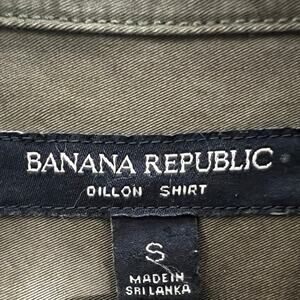 BANANA REPUBLIC
DILLON SHIRT
S
MADE IN
SRI LANKA